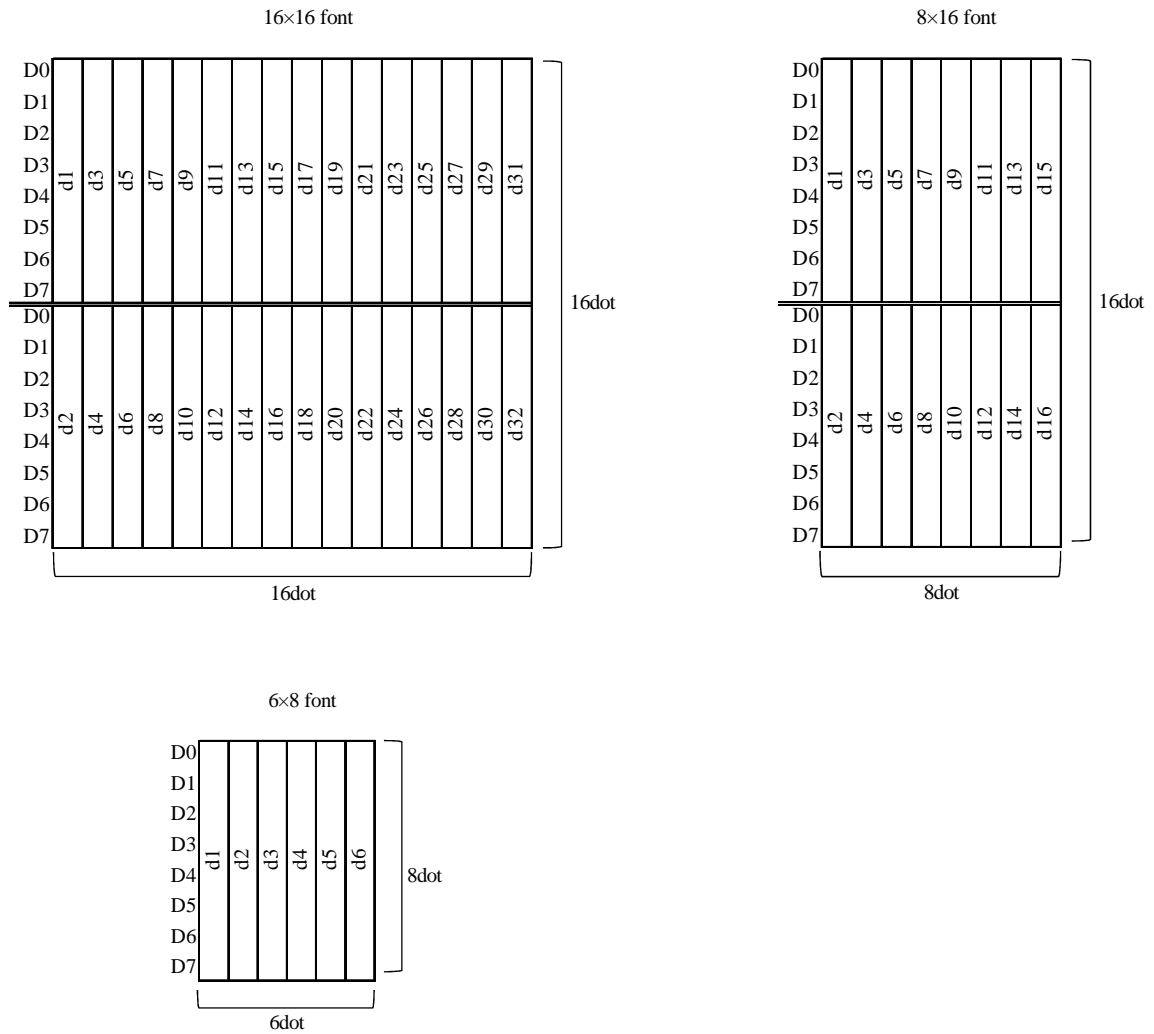 16×16 font
D0
D1
D2
D3
D4
D5
D6
D7
d1 d3 d5 d7 d9 d11 d13 d15 d17 d19 d21 d23 d25 d27 d29 d31
D0
D1
D2
D3
D4
D5
D6
D7
d2 d4 d6 d8 d10 d12 d14 d16 d18 d20 d22 d24 d26 d28 d30 d32
16dot
16dot
8×16 font
D0
D1
D2
D3
D4
D5
D6
D7
d1 d3 d5 d7 d9 d11 d13 d15
D0
D1
D2
D3
D4
D5
D6
D7
d2 d4 d6 d8 d10 d12 d14 d16
16dot
8dot
6×8 font
D0
D1
D2
D3
D4
D5
D6
D7
d1 d2 d3 d4 d5 d6
8dot
6dot